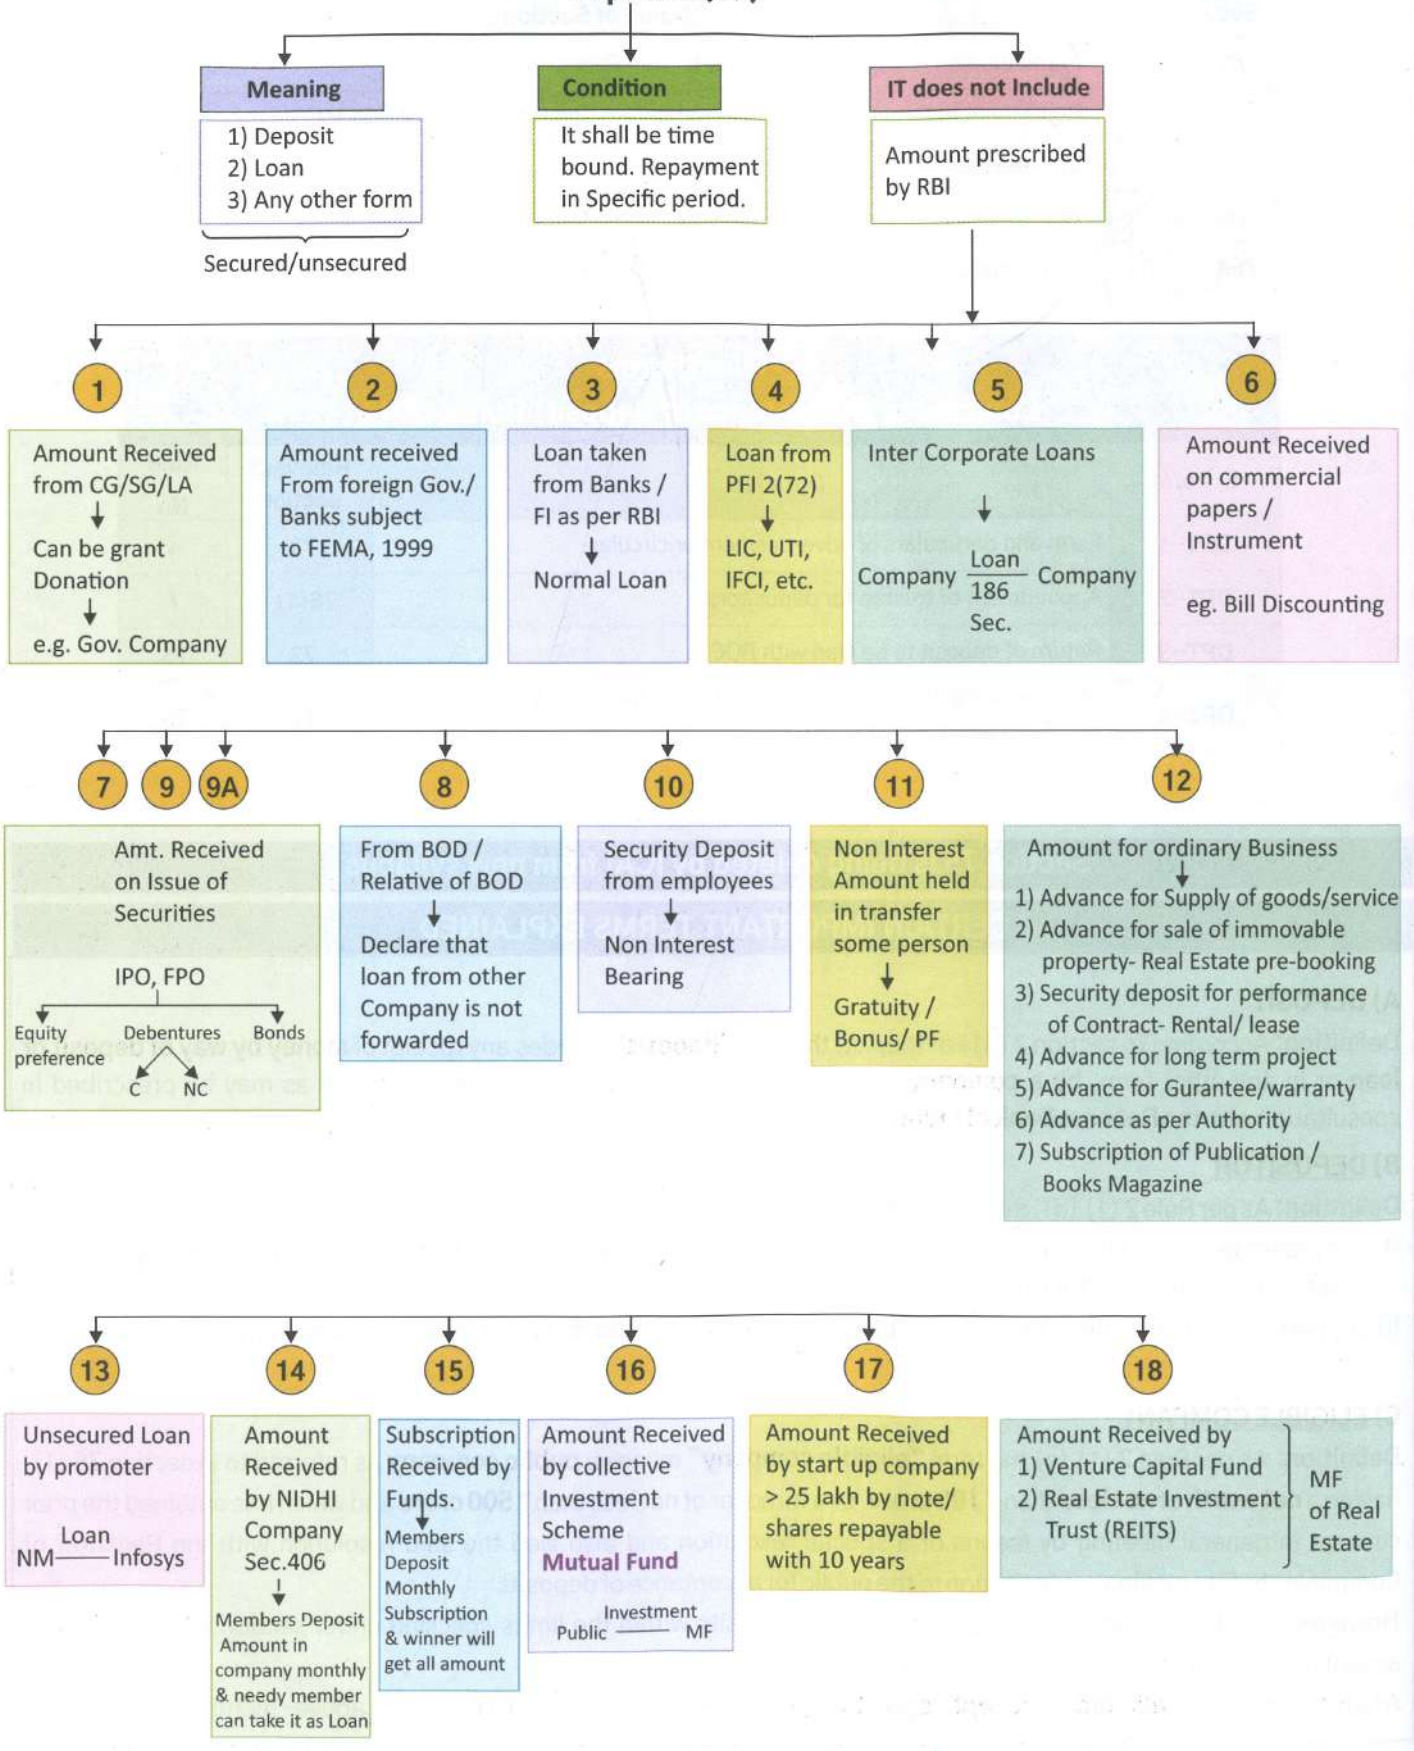 Meaning
1) Deposit
2) Loan
3) Any other form
Secured/unsecured
Condition
It shall be time
bound. Repayment
in Specific period.
IT does not Include
Amount prescribed
by RBI
1
Amount Received
from CG/SG/LA
Can be grant
Donation
e.g. Gov. Company
2
Amount received
From foreign Gov./
Banks subject
to FEMA, 1999
3
Loan taken
from Banks /
FI as per RBI
Normal Loan
4
Loan from
PFI 2(72)
LIC, UTI,
IFCI, etc.
5
Inter Corporate Loans
Loan
Company Company
186
Sec.
6
Amount Received
on commercial
papers /
Instrument
eg. Bill Discounting
7 9 9A
Amt. Received
on Issue of
Securities
IPO, FPO
Equity
preference
Debentures
C NC
Bonds
8
From BOD /
Relative of BOD
Declare that
loan from other
Company is not
forwarded
10
Security Deposit
from employees
Non Interest
Bearing
11
Non Interest
Amount held
in transfer
some person
Gratuity /
Bonus/ PF
12
Amount for ordinary Business
1) Advance for Supply of goods/service
2) Advance for sale of immovable
property- Real Estate pre-booking
3) Security deposit for performance
of Contract- Rental/ lease
4) Advance for long term project
5) Advance for Gurantee/warranty
6) Advance as per Authority
7) Subscription of Publication /
Books Magazine
13
Unsecured Loan
by promoter
Loan
NM Infosys
14
Amount
Received
by NIDHI
Company
Sec.406
Members Deposit
Amount in
company monthly
& needy member
can take it as Loan
15
Subscription
Received by
Funds.
Members
Deposit
Monthly
Subscription
& winner will
get all amount
16
Amount Received
by collective
Investment
Scheme
Mutual Fund
Investment
Public MF
17
Amount Received
by start up company
> 25 lakh by note/
shares repayable
with 10 years
18
Amount Received by
1) Venture Capital Fund
2) Real Estate Investment
Trust (REITS)
MF
of Real
Estate